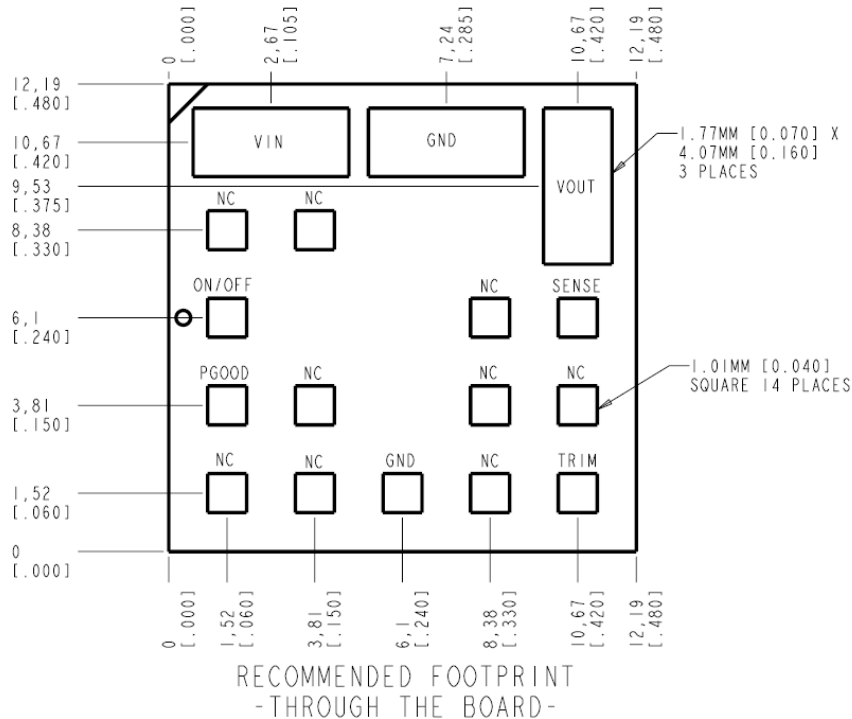 0
[.000]
2,67
[.105]
7,24
[.285]
10,67
[.420]
12,19
[.480]
12,19
[.480]
10,67
[.420]
9,53
[.375]
8,38
[.330]
6,1
[.240]
3,81
[.150]
1,52
[.060]
0
[.000]
VIN
GND
VOUT
1.77MM [0.070] X
4.07MM [0.160]
3 PLACES
NC
NC
ON/OFF
NC
SENSE
PGOOD
NC
NC
NC
1.01MM [0.040]
SQUARE 14 PLACES
NC
NC
GND
NC
TRIM
0
[.000]
1,52
[.060]
3,81
[.150]
6,1
[.240]
8,38
[.330]
10,67
[.420]
12,19
[.480]
RECOMMENDED FOOTPRINT
-THROUGH THE BOARD-